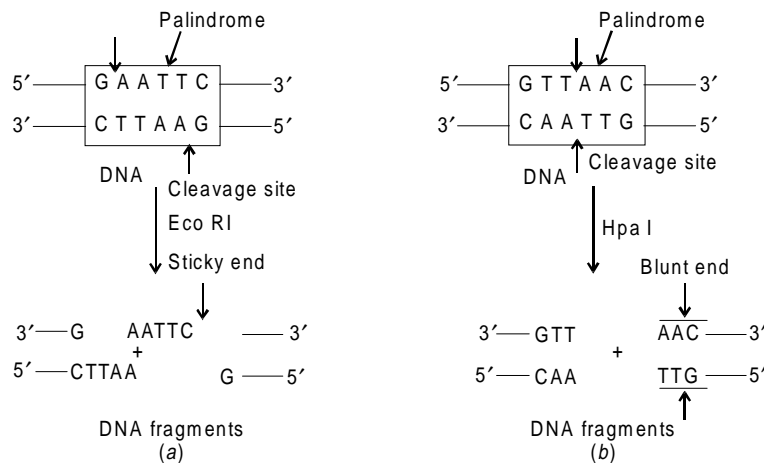 Palindrome
5′ G A A T T C 3′
3′ C T T A A G 5′
DNA
Cleavage site
Eco RI
Sticky end
3′ G AATTC 3′
+
5′ CTTAA G 5′
DNA fragments
(a)
Palindrome
5′ G T T A A C 3′
3′ C A A T T G 5′
Cleavage site
DNA
Hpa I
Blunt end
3′ GTT AAC 3′
+
5′ CAA TTG 5′
DNA fragments
(b)